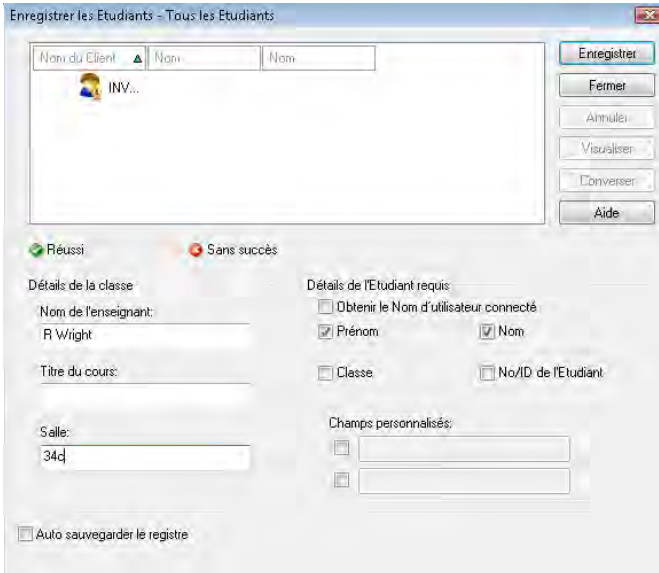 Enregistrer les Etudiants - Tous les Etudiants
Nom du Client Nom Nom
INV...
Enregistrer
Fermer
Annuler
Visualiser
Converser
Aide
Réussi Sans succès
Détails de la classe
Nom de l'enseignant:
R Wright
Titre du cours:
Salle:
34c
Détails de l'Etudiant requis
Obtenir le Nom d'utilisateur connecté
Prénom Nom
Classe No/ID de l'Etudiant
Champs personnalisés:
Auto sauvegarder le registre